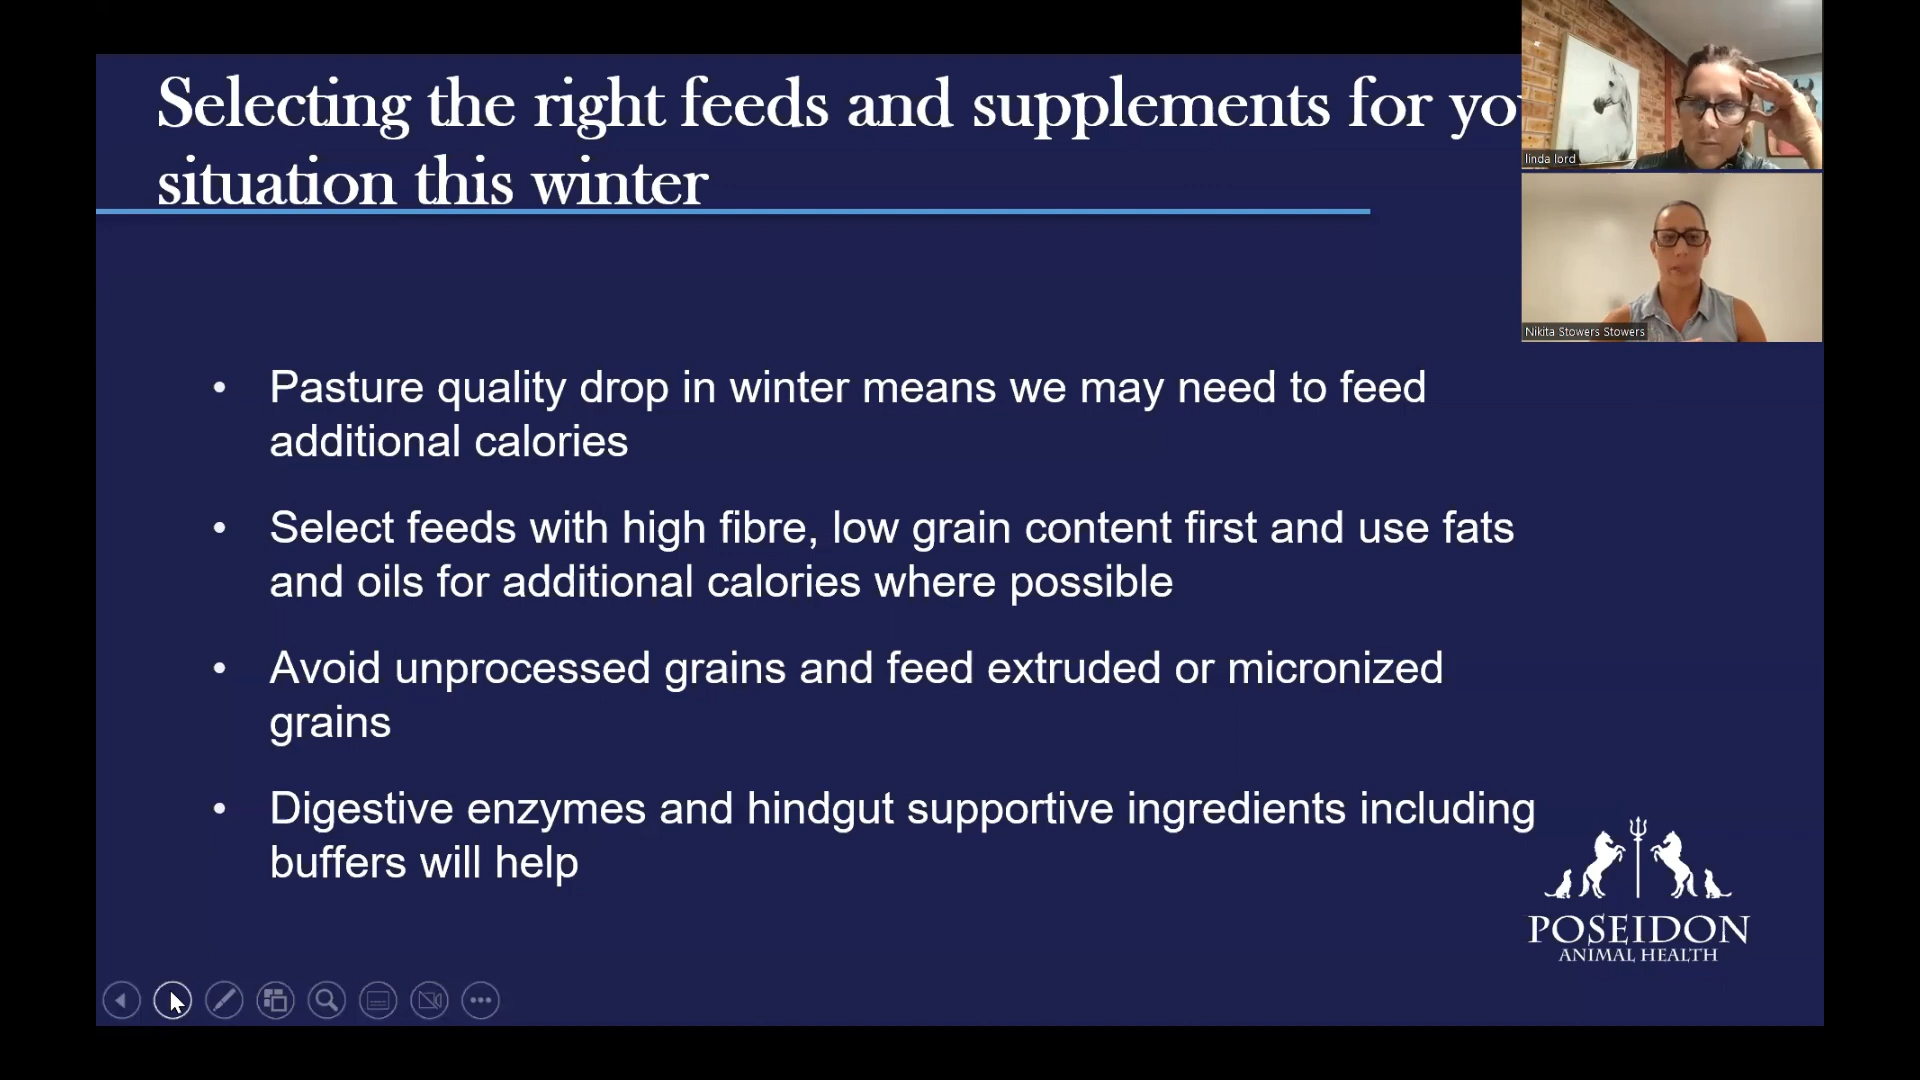 Selecting the right feeds and supplements for yo
situation this winter
linda lord
Nikita Stowers Stowers
• Pasture quality drop in winter means we may need to feed
additional calories
• Select feeds with high fibre, low grain content first and use fats
and oils for additional calories where possible
• Avoid unprocessed grains and feed extruded or micronized
grains
• Digestive enzymes and hindgut supportive ingredients including
buffers will help
POSEIDON
ANIMAL HEALTH